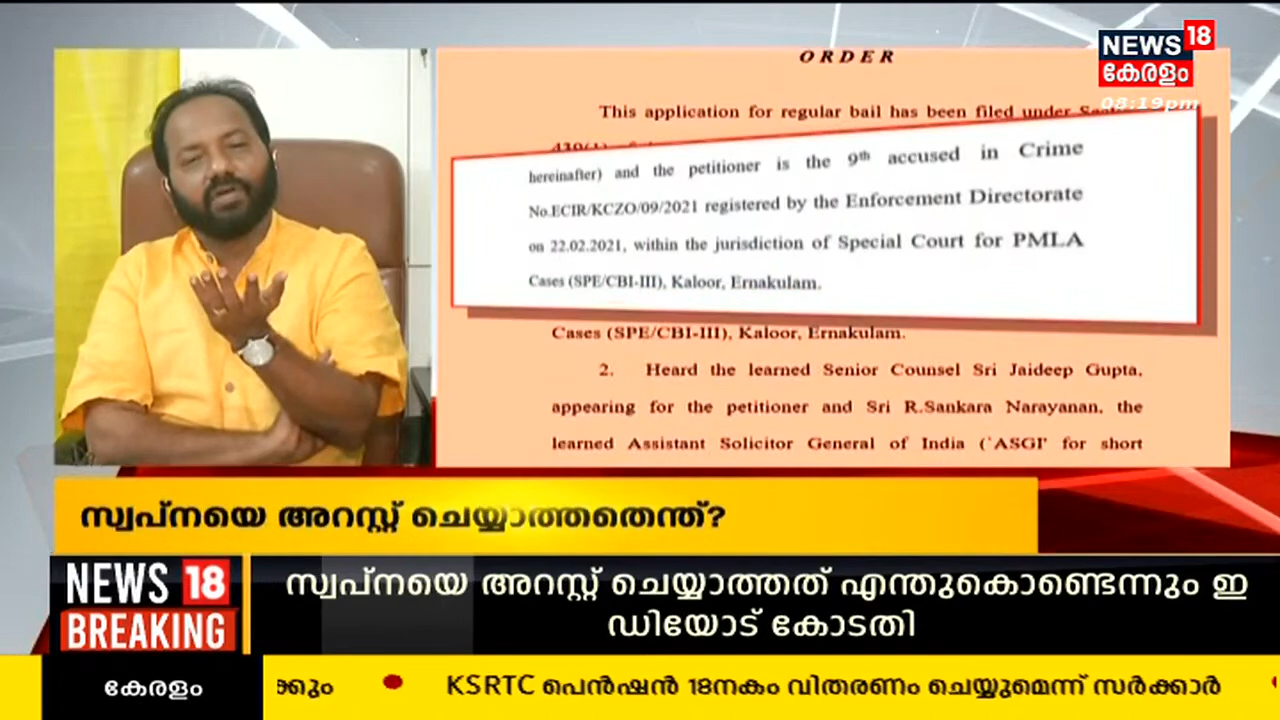 NEWS 18
കേരളം
08:19pm
ORDER
This application for regular bail has been filed under
hereinafter) and the petitioner is the 9th accused in Crime
No.ECIR/KCZO/09/2021 registered by the Enforcement Directorate
on 22.02.2021, within the jurisdiction of Special Court for PMLA
Cases (SPE/CBI-III), Kaloor, Ernakulam.
Cases (SPE/CBI-III), Kaloor, Ernakulam.
2. Heard the learned Senior Counsel Sri Jaideep Gupta,
appearing for the petitioner and Sri R.Sankara Narayanan, the
learned Assistant Solicitor General of India ('ASGI' for short
സ്വപ്നയെ അറസ്റ്റ് ചെയ്യാത്തതെന്ത്?
NEWS 18
BREAKING
സ്വപ്നയെ അറസ്റ്റ് ചെയ്യാത്തത് എന്തുകൊണ്ടെന്നും ഇ
ഡിയോട് കോടതി
കേരളം
ക്കും • KSRTC പെൻഷൻ 18നകം വിതരണം ചെയ്യുമെന്ന് സർക്കാർ